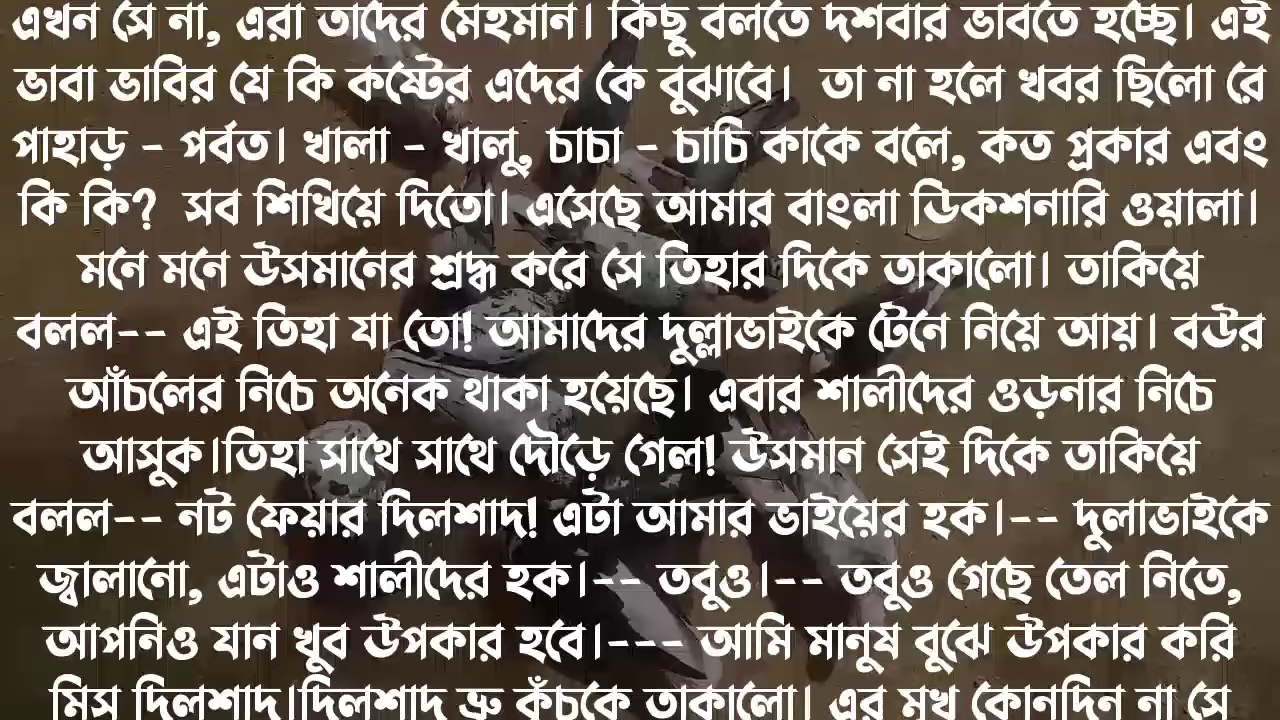 এখন সে না, এরা তাদের মেহমান। কিছু বলতে দশবার ভাবতে হচ্ছে। এই
ভাবা ভাবির যে কি কষ্টের এদের কে বুঝাবে। তা না হলে খবর ছিলো রে
পাহাড় - পর্বত। খালা - খালু, চাচা - চাচি কাকে বলে, কত প্রকার এবং
কি কি? সব শিখিয়ে দিতো। এসেছে আমার বাংলা ডিকশনারি ওয়ালা।
মনে মনে উসমানের শ্রদ্ধ করে সে তিহার দিকে তাকালো। তাকিয়ে
বলল-- এই তিহা যা তো! আমাদের দুল্লাভাইকে টেনে নিয়ে আয়। বউর
আঁচলের নিচে অনেক থাকা হয়েছে। এবার শালীদের ওড়নার নিচে
আসুক।তিহা সাথে সাথে দৌড়ে গেল! উসমান সেই দিকে তাকিয়ে
বলল-- নট ফেয়ার দিলশাদ! এটা আমার ভাইয়ের হক।-- দুলাভাইকে
জ্বালানো, এটাও শালীদের হক।-- তবুও।-- তবুও গেছে তেল নিতে,
আপনিও যান খুব উপকার হবে।--- আমি মানুষ বুঝে উপকার করি
মিস দিলশাদ।দিলশাদ ভ্রু কুঁচকে তাকালো। এর মুখ কোনদিন না সে